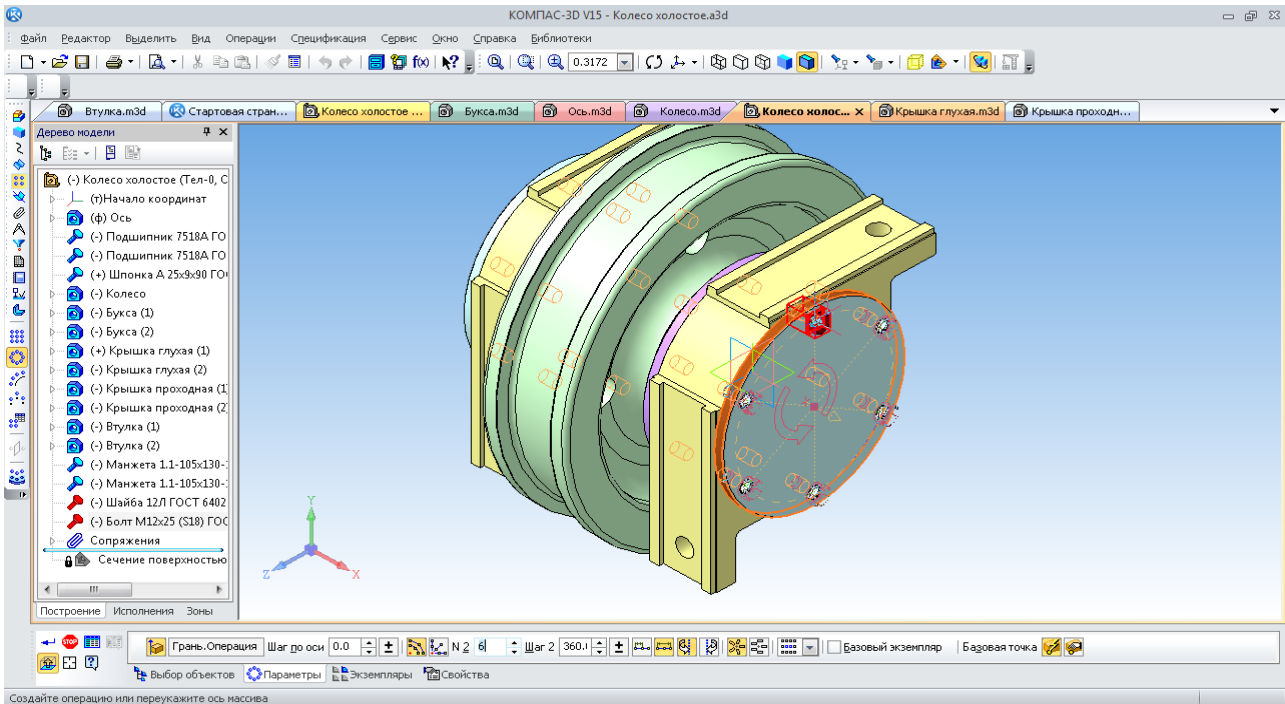 КОМПАС-3D V15 - Колесо холостое.a3d
Файл Редактор Выделить Вид Операции Спецификация Сервис Окно Справка Библиотеки
0.3172
Втулка.m3d Стартовая стран... Колесо холостое ... Букса.m3d Ось.m3d Колесо.m3d Колесо холос... Крышка глухая.m3d Крышка проходн...
Дерево модели
(-) Колесо холостое (Тел-0, С
(т)Начало координат
(ф) Ось
(-) Подшипник 7518А ГО
(-) Подшипник 7518А ГО
(+) Шпонка А 25x9x90 ГО
(-) Колесо
(-) Букса (1)
(-) Букса (2)
(+) Крышка глухая (1)
(-) Крышка глухая (2)
(-) Крышка проходная (1)
(-) Крышка проходная (2)
(-) Втулка (1)
(-) Втулка (2)
(-) Манжета 1.1-105x130-
(-) Манжета 1.1-105x130-
(-) Шайба 12Л ГОСТ 6402
(-) Болт М12x25 (S18) ГОС
Сопряжения
Сечение поверхностью
Построение Исполнения Зоны
Y
Z
X
Грань.Операция Шаг по оси 0.0 N 2 6 Шаг 2 360. Базовый экземпляр Базовая точка
Выбор объектов Параметры Экземпляры Свойства
Создайте операцию или переукажите ось массива